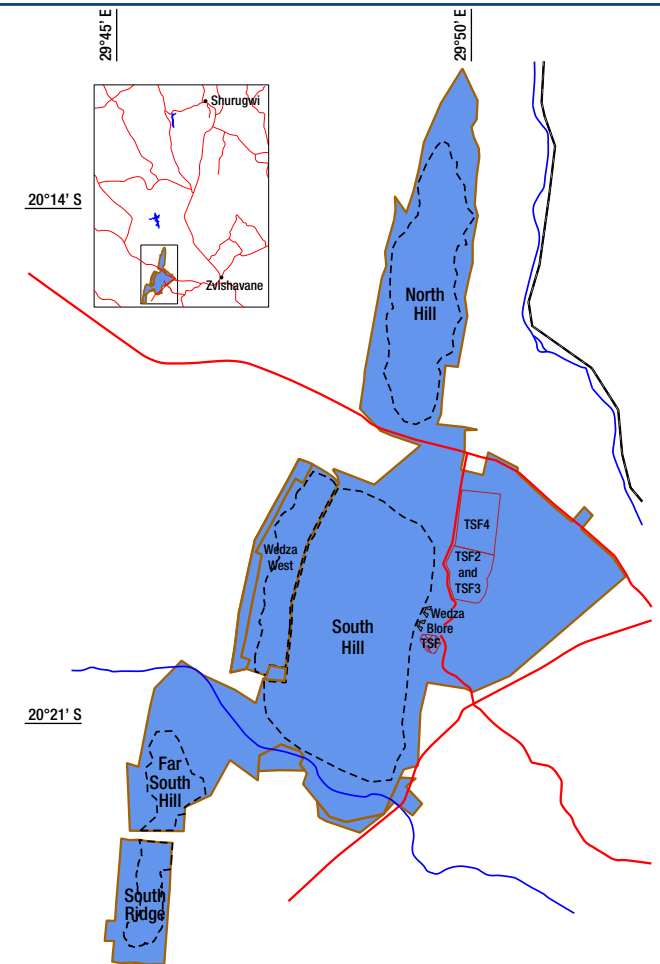 29°45' E
29°50' E
Shurugwi
20°14' S
Zvishavane
North
Hill
TSF4
Wedza
West
TSF2
and
TSF3
Wedza
Blore
TSF
South
Hill
20°21' S
Far
South
Hill
South
Ridge